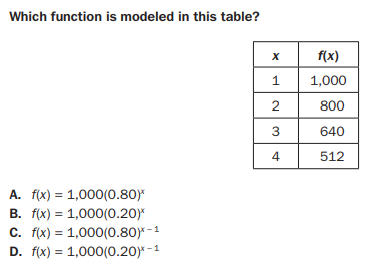 Which function is modeled in this table?
x f(x)
1 1,000
2 800
3 640
4 512
A. f(x) = 1,000(0.80)ˣ
B. f(x) = 1,000(0.20)ˣ
C. f(x) = 1,000(0.80)ˣ⁻¹
D. f(x) = 1,000(0.20)ˣ⁻¹